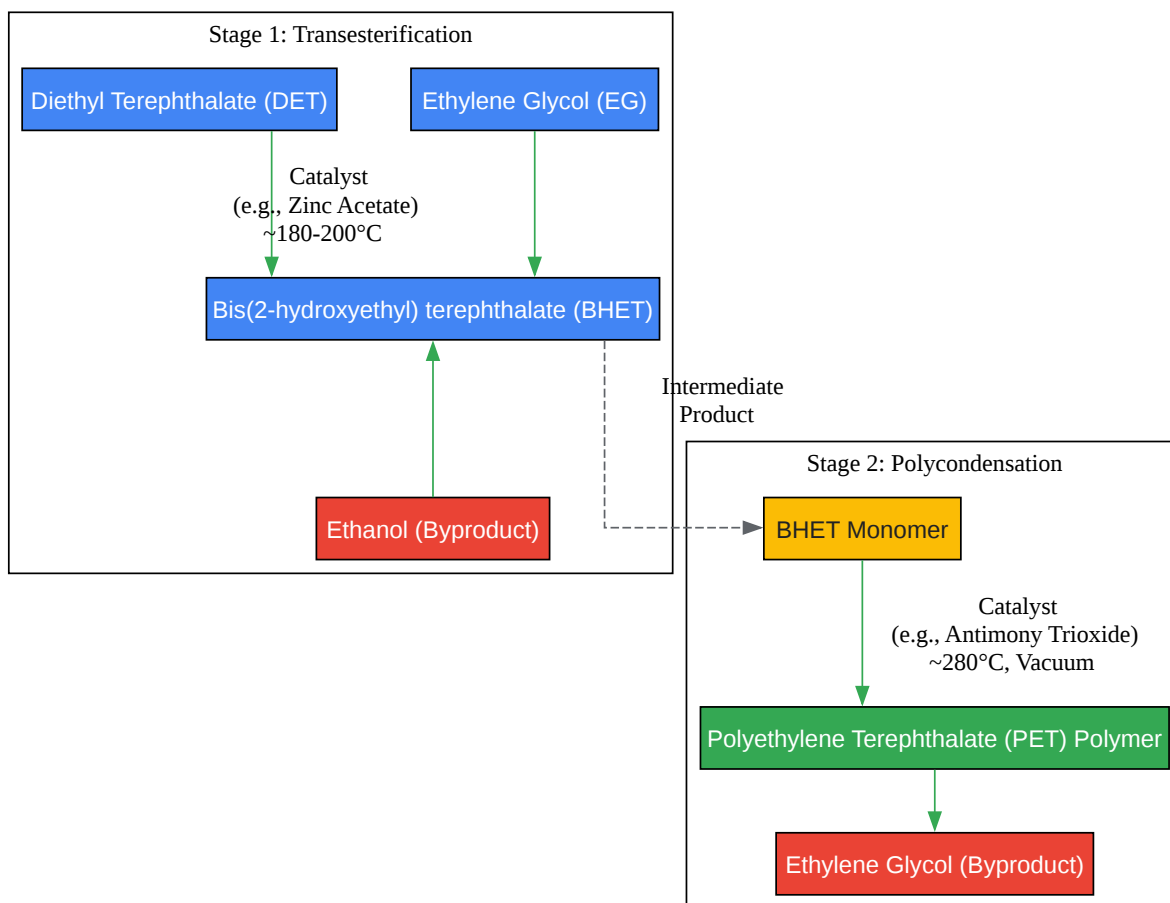 Stage 1: Transesterification
Diethyl Terephthalate (DET)
Ethylene Glycol (EG)
Catalyst
(e.g., Zinc Acetate)
~180-200°C
Bis(2-hydroxyethyl) terephthalate (BHET)
Intermediate
Product
Ethanol (Byproduct)
Stage 2: Polycondensation
BHET Monomer
Catalyst
(e.g., Antimony Trioxide)
~280°C, Vacuum
Polyethylene Terephthalate (PET) Polymer
Ethylene Glycol (Byproduct)